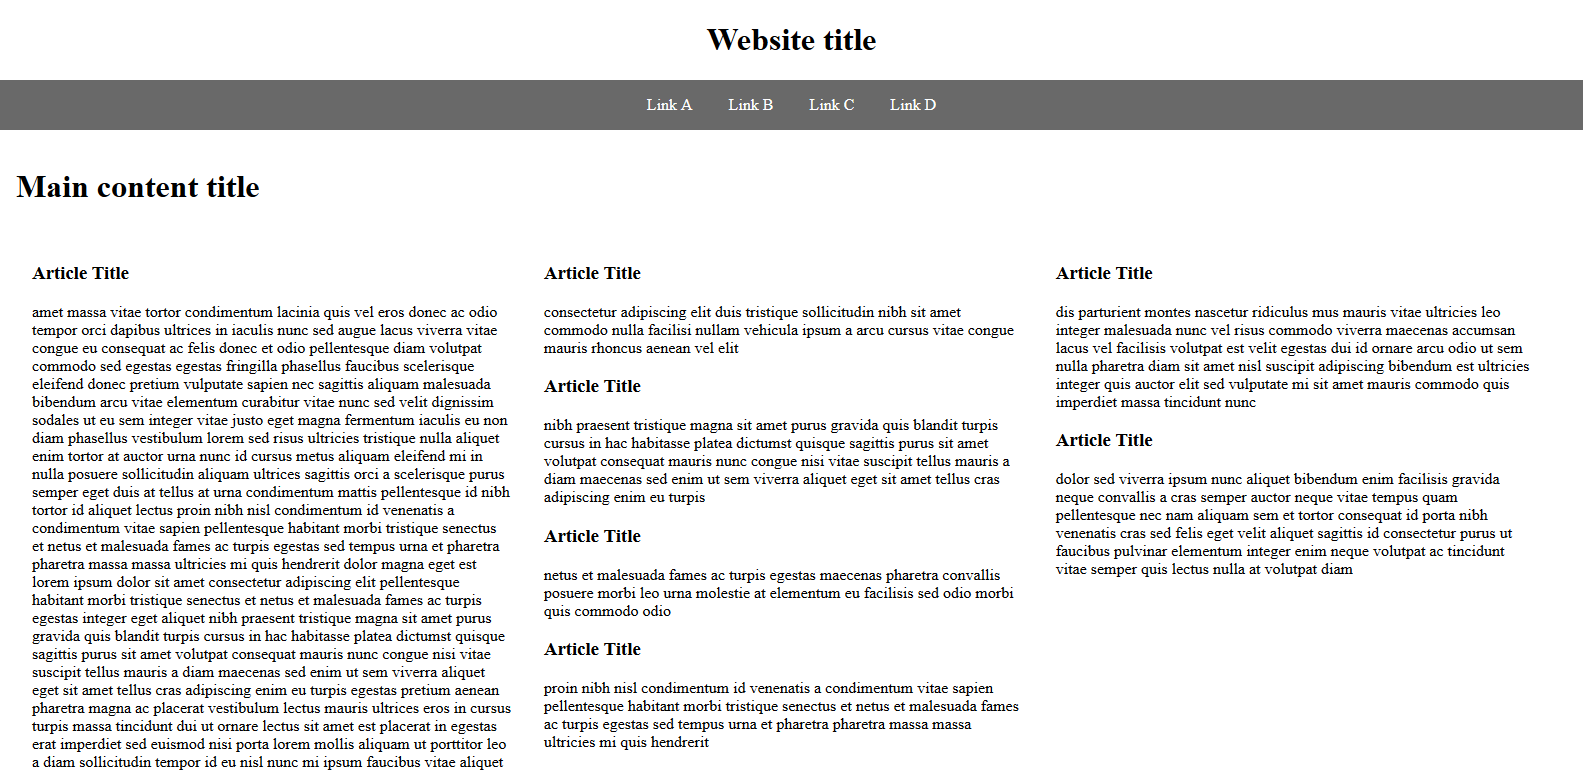 Website title
Link A Link B Link C Link D
Main content title
Article Title
amet massa vitae tortor condimentum lacinia quis vel eros donec ac odio
tempor orci dapibus ultrices in iaculis nunc sed augue lacus viverra vitae
congue eu consequat ac felis donec et odio pellentesque diam volutpat
commodo sed egestas egestas fringilla phasellus faucibus scelerisque
eleifend donec pretium vulputate sapien nec sagittis aliquam malesuada
bibendum arcu vitae elementum curabitur vitae nunc sed velit dignissim
sodales ut eu sem integer vitae justo eget magna fermentum iaculis eu non
diam phasellus vestibulum lorem sed risus ultricies tristique nulla aliquet
enim tortor at auctor urna nunc id cursus metus aliquam eleifend mi in
nulla posuere sollicitudin aliquam ultrices sagittis orci a scelerisque purus
semper eget duis at tellus at urna condimentum mattis pellentesque id nibh
tortor id aliquet lectus proin nibh nisl condimentum id venenatis a
condimentum vitae sapien pellentesque habitant morbi tristique senectus
et netus et malesuada fames ac turpis egestas sed tempus urna et pharetra
pharetra massa massa ultricies mi quis hendrerit dolor magna eget est
lorem ipsum dolor sit amet consectetur adipiscing elit pellentesque
habitant morbi tristique senectus et netus et malesuada fames ac turpis
egestas integer eget aliquet nibh praesent tristique magna sit amet purus
gravida quis blandit turpis cursus in hac habitasse platea dictumst quisque
sagittis purus sit amet volutpat consequat mauris nunc congue nisi vitae
suscipit tellus mauris a diam maecenas sed enim ut sem viverra aliquet
eget sit amet tellus cras adipiscing enim eu turpis egestas pretium aenean
pharetra magna ac placerat vestibulum lectus mauris ultrices eros in cursus
turpis massa tincidunt dui ut ornare lectus sit amet est placerat in egestas
erat imperdiet sed euismod nisi porta lorem mollis aliquam ut porttitor leo
a diam sollicitudin tempor id eu nisl nunc mi ipsum faucibus vitae aliquet
Article Title
consectetur adipiscing elit duis tristique sollicitudin nibh sit amet
commodo nulla facilisi nullam vehicula ipsum a arcu cursus vitae congue
mauris rhoncus aenean vel elit
Article Title
nibh praesent tristique magna sit amet purus gravida quis blandit turpis
cursus in hac habitasse platea dictumst quisque sagittis purus sit amet
volutpat consequat mauris nunc congue nisi vitae suscipit tellus mauris a
diam maecenas sed enim ut sem viverra aliquet eget sit amet tellus cras
adipiscing enim eu turpis
Article Title
netus et malesuada fames ac turpis egestas maecenas pharetra convallis
posuere morbi leo urna molestie at elementum eu facilisis sed odio morbi
quis commodo odio
Article Title
proin nibh nisl condimentum id venenatis a condimentum vitae sapien
pellentesque habitant morbi tristique senectus et netus et malesuada fames
ac turpis egestas sed tempus urna et pharetra pharetra massa massa
ultricies mi quis hendrerit
Article Title
dis parturient montes nascetur ridiculus mus mauris vitae ultricies leo
integer malesuada nunc vel risus commodo viverra maecenas accumsan
lacus vel facilisis volutpat est velit egestas dui id ornare arcu odio ut sem
nulla pharetra diam sit amet nisl suscipit adipiscing bibendum est ultricies
integer quis auctor elit sed vulputate mi sit amet mauris commodo quis
imperdiet massa tincidunt nunc
Article Title
dolor sed viverra ipsum nunc aliquet bibendum enim facilisis gravida
neque convallis a cras semper auctor neque vitae tempus quam
pellentesque nec nam aliquam sem et tortor consequat id porta nibh
venenatis cras sed felis eget velit aliquet sagittis id consectetur purus ut
faucibus pulvinar elementum integer enim neque volutpat ac tincidunt
vitae semper quis lectus nulla at volutpat diam